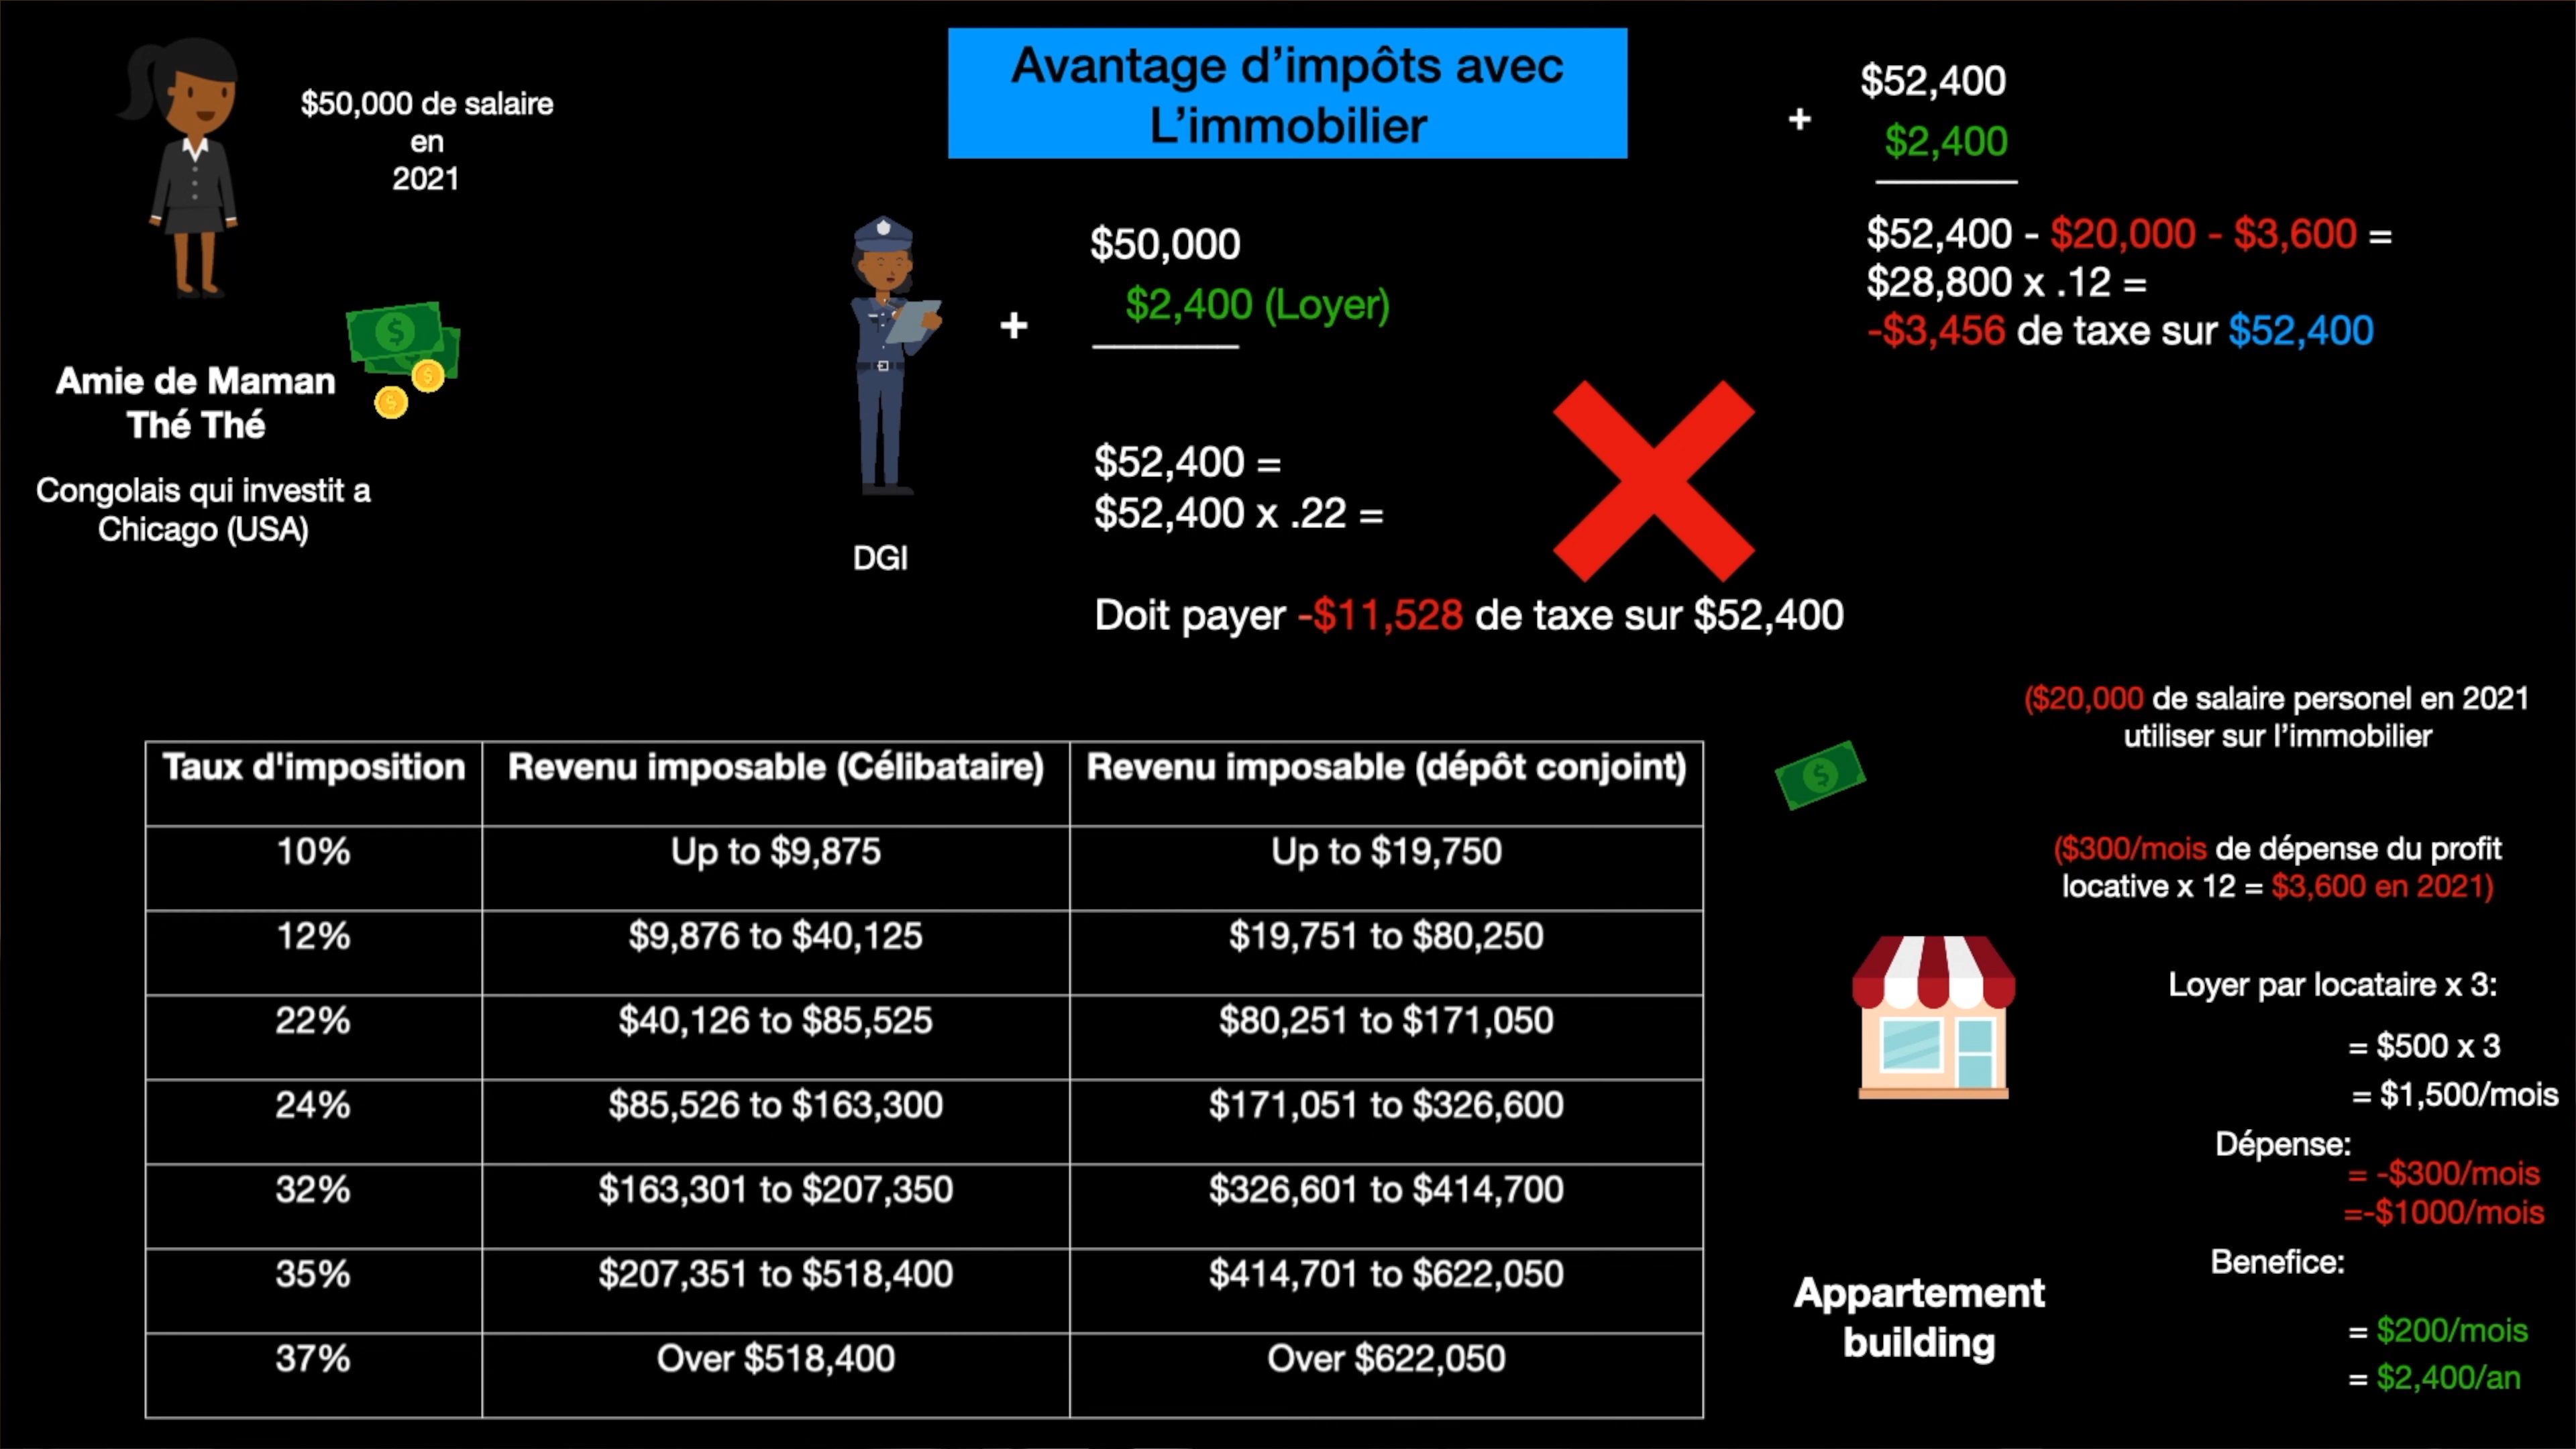 Avantage d'impôts avec
L'immobilier
$50,000 de salaire
en
2021
Amie de Maman
Thé Thé
Congolais qui investit a
Chicago (USA)
DGI
$50,000
+
$2,400 (Loyer)
$52,400 =
$52,400 x .22 =
Doit payer -$11,528 de taxe sur $52,400
$52,400
+
$2,400
$52,400 - $20,000 - $3,600 =
$28,800 x .12 =
-$3,456 de taxe sur $52,400
Taux d'imposition Revenu imposable (Célibataire) Revenu imposable (dépôt conjoint)
10% Up to $9,875 Up to $19,750
12% $9,876 to $40,125 $19,751 to $80,250
22% $40,126 to $85,525 $80,251 to $171,050
24% $85,526 to $163,300 $171,051 to $326,600
32% $163,301 to $207,350 $326,601 to $414,700
35% $207,351 to $518,400 $414,701 to $622,050
37% Over $518,400 Over $622,050
($20,000 de salaire personel en 2021
utiliser sur l'immobilier
($300/mois de dépense du profit
locative x 12 = $3,600 en 2021)
Loyer par locataire x 3:
= $500 x 3
= $1,500/mois
Dépense:
= -$300/mois
=-$1000/mois
Benefice:
= $200/mois
= $2,400/an
Appartement
building